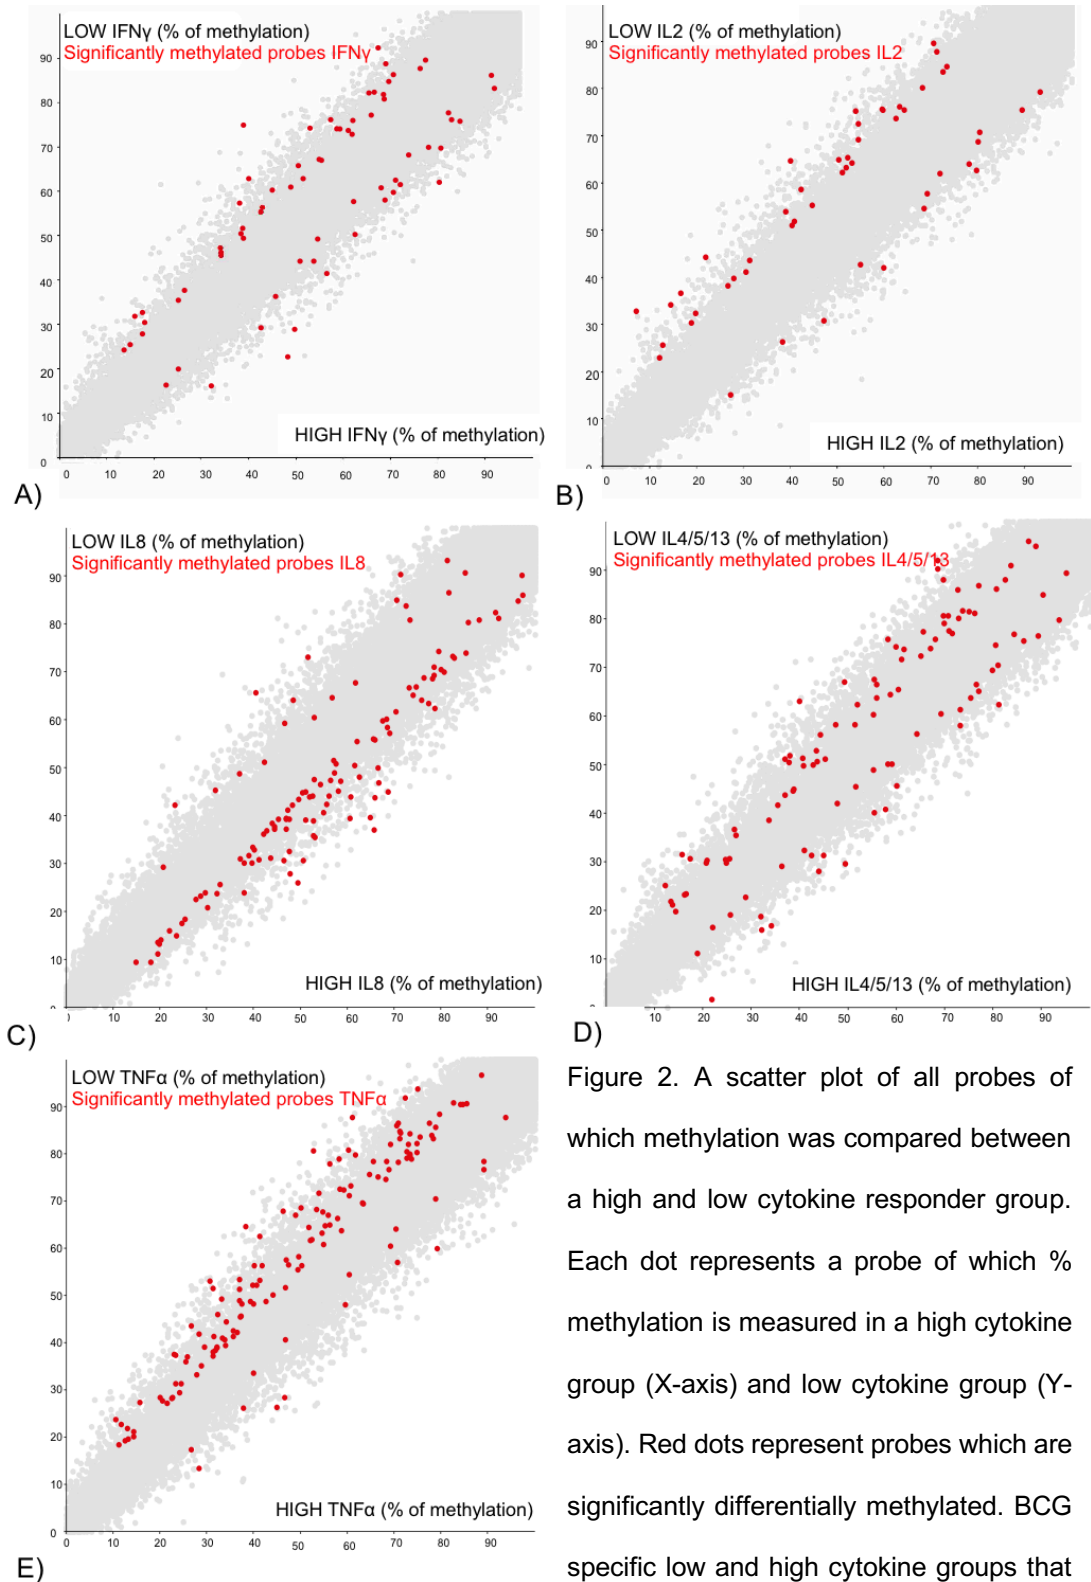 LOW IFNγ (% of methylation)
Significantly methylated probes IFNγ
90
80
70
60
50
40
30
20
10
0
0 10 20 30 40 50 60 70 80 90
HIGH IFNγ (% of methylation)
A)
LOW IL2 (% of methylation)
Significantly methylated probes IL2
90
80
70
60
50
40
30
20
10
0
10 20 30 40 50 60 70 80 90
HIGH IL2 (% of methylation)
B)
LOW IL8 (% of methylation)
Significantly methylated probes IL8
90
80
70
60
50
40
30
20
10
10 20 30 40 50 60 70 80 90
HIGH IL8 (% of methylation)
C)
LOW IL4/5/13 (% of methylation)
Significantly methylated probes IL4/5/13
90
80
70
60
50
40
30
20
10
10 20 30 40 50 60 70 80 90
HIGH IL4/5/13 (% of methylation)
D)
LOW TNFα (% of methylation)
Significantly methylated probes TNFα
90
80
70
60
50
40
30
20
10
0
0 10 20 30 40 50 60 70 80 90
HIGH TNFα (% of methylation)
E)
Figure 2. A scatter plot of all probes of
which methylation was compared between
a high and low cytokine responder group.
Each dot represents a probe of which %
methylation is measured in a high cytokine
group (X-axis) and low cytokine group (Y-
axis). Red dots represent probes which are
significantly differentially methylated. BCG
specific low and high cytokine groups that